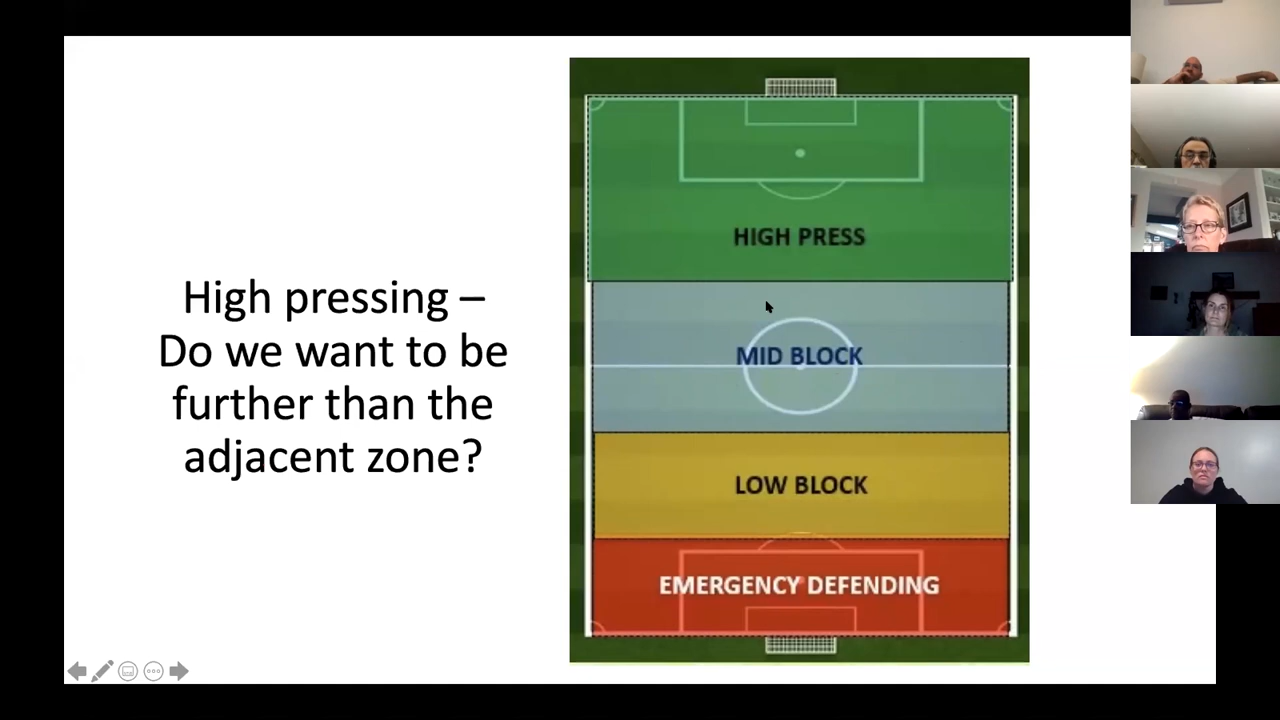 High pressing –
Do we want to be
further than the
adjacent zone?
HIGH PRESS
MID BLOCK
LOW BLOCK
EMERGENCY DEFENDING